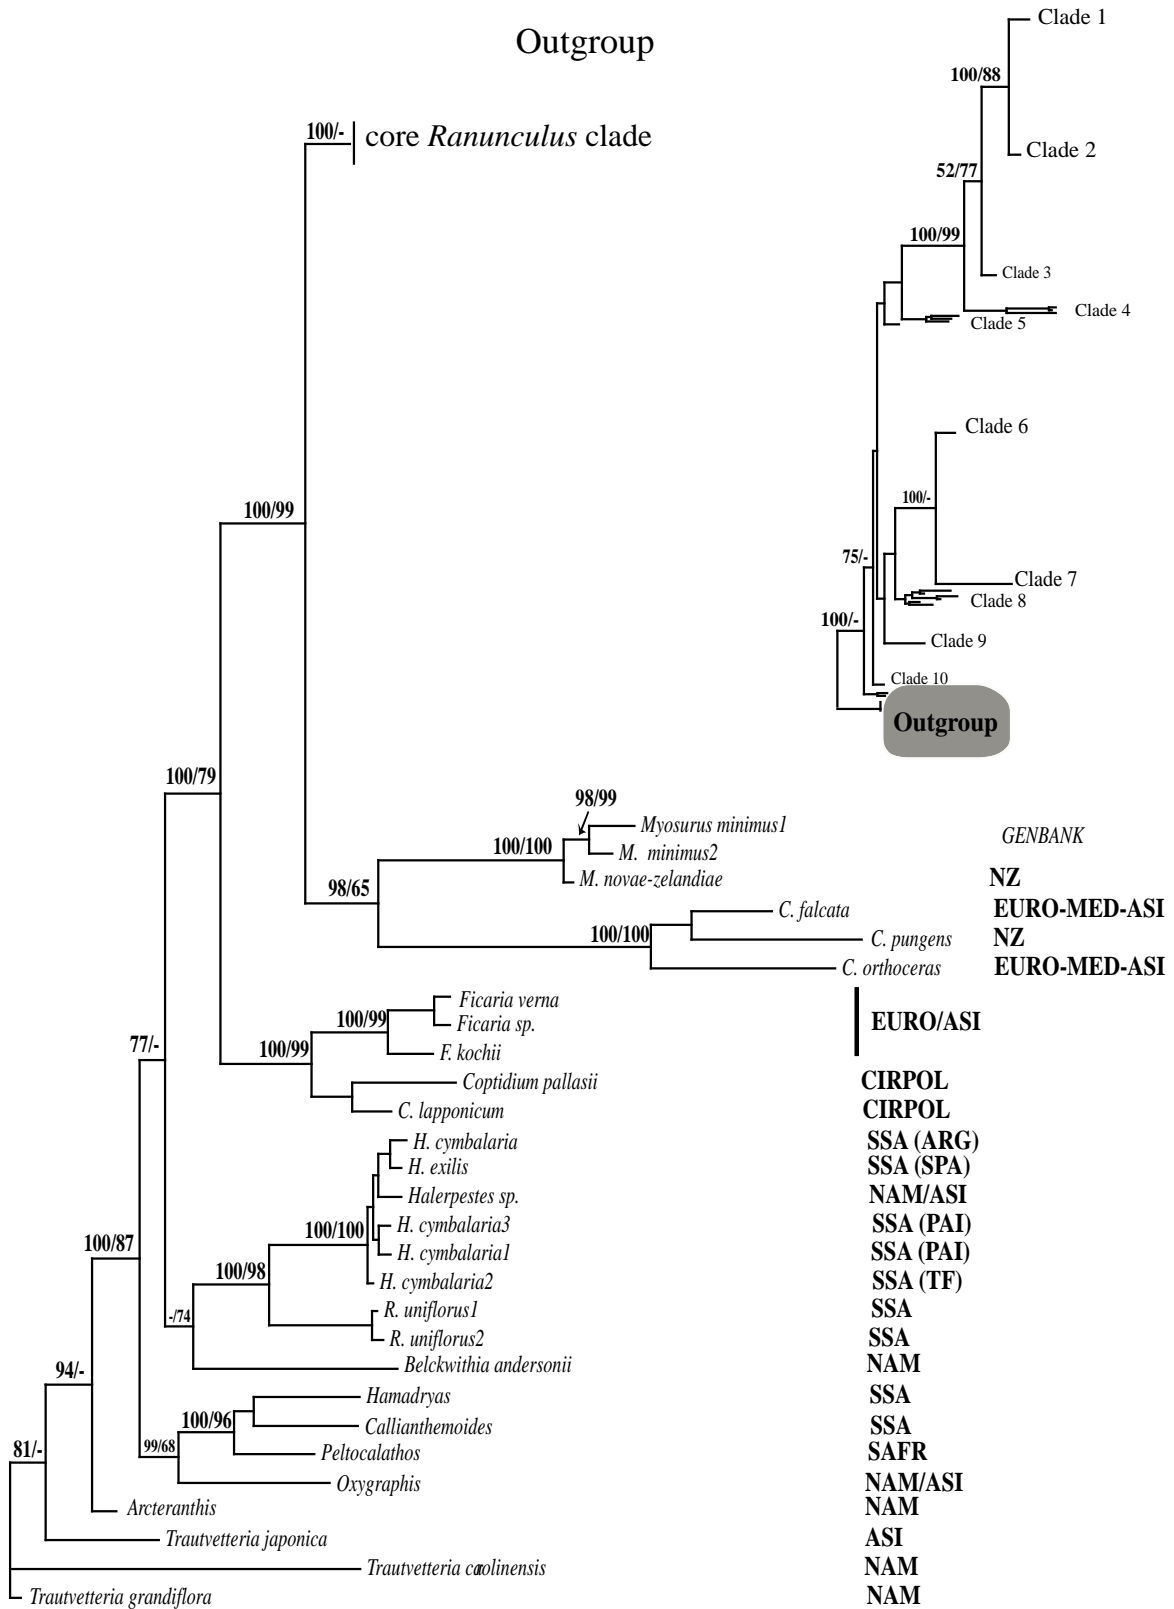 Outgroup
Clade 1
100/88
100/-
core Ranunculus clade
Clade 2
52/77
100/99
Clade 3
Clade 4
Clade 5
Clade 6
100/-
100/99
75/-
Clade 7
Clade 8
100/-
Clade 9
Clade 10
Outgroup
100/79
98/99
Myosurus minimus1
GENBANK
100/100
M. minimus2
M. novae-zelandiae NZ
98/65
C. falcata EURO-MED-ASI
100/100
C. pungens NZ
C. orthoceras EURO-MED-ASI
Ficaria verna
100/99
Ficaria sp. EURO/ASI
77/-
100/99
F. kochii
Coptidium pallasii CIRPOL
C. lapponicum CIRPOL
H. cymbalaria SSA (ARG)
H. exilis SSA (SPA)
Halerpestes sp. NAM/ASI
100/100
H. cymbalaria3 SSA (PAI)
100/87
H. cymbalaria1 SSA (PAI)
100/98
H. cymbalaria2 SSA (TF)
-/74
R. uniflorus1 SSA
R. uniflorus2 SSA
Belckwithia andersonii NAM
94/-
Hamadryas SSA
100/96
Callianthemoides SSA
81/-
99/68
Peltocalathos SAFR
Oxygraphis NAM/ASI
Arcteranthis NAM
Trautvetteria japonica ASI
Trautvetteria carolinensis NAM
Trautvetteria grandiflora NAM